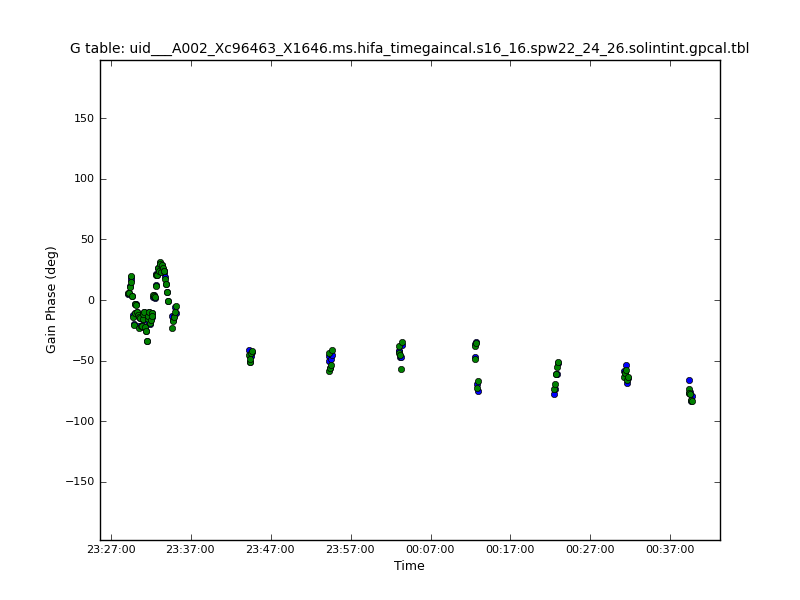 G table: uid___A002_Xc96463_X1646.ms.hifa_timegaincal.s16_16.spw22_24_26.solintint.gpcal.tbl
Gain Phase (deg)
150
100
50
0
−50
−100
−150
23:27:00 23:37:00 23:47:00 23:57:00 00:07:00 00:17:00 00:27:00 00:37:00
Time